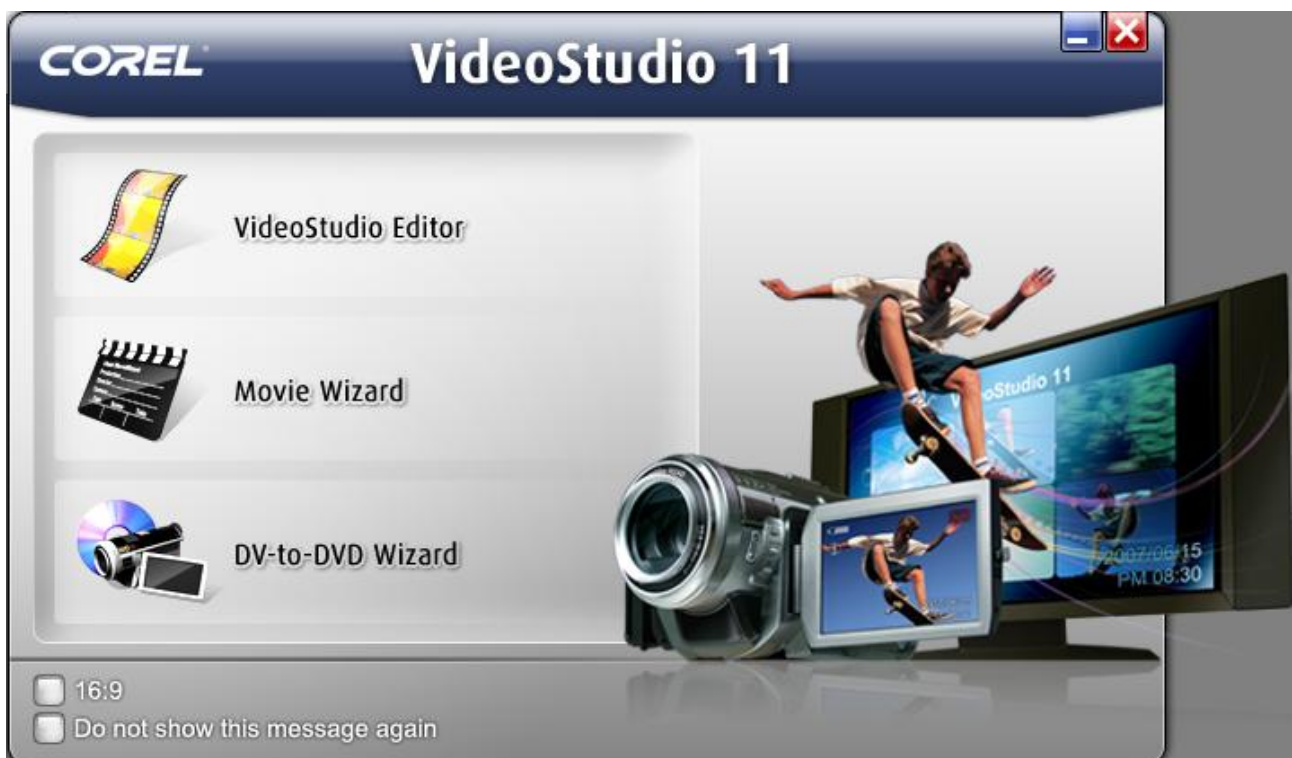 COREL
VideoStudio 11
VideoStudio Editor
Movie Wizard
DV-to-DVD Wizard
oStudio 11
2007/06/15
PM 08:30
16:9
Do not show this message again